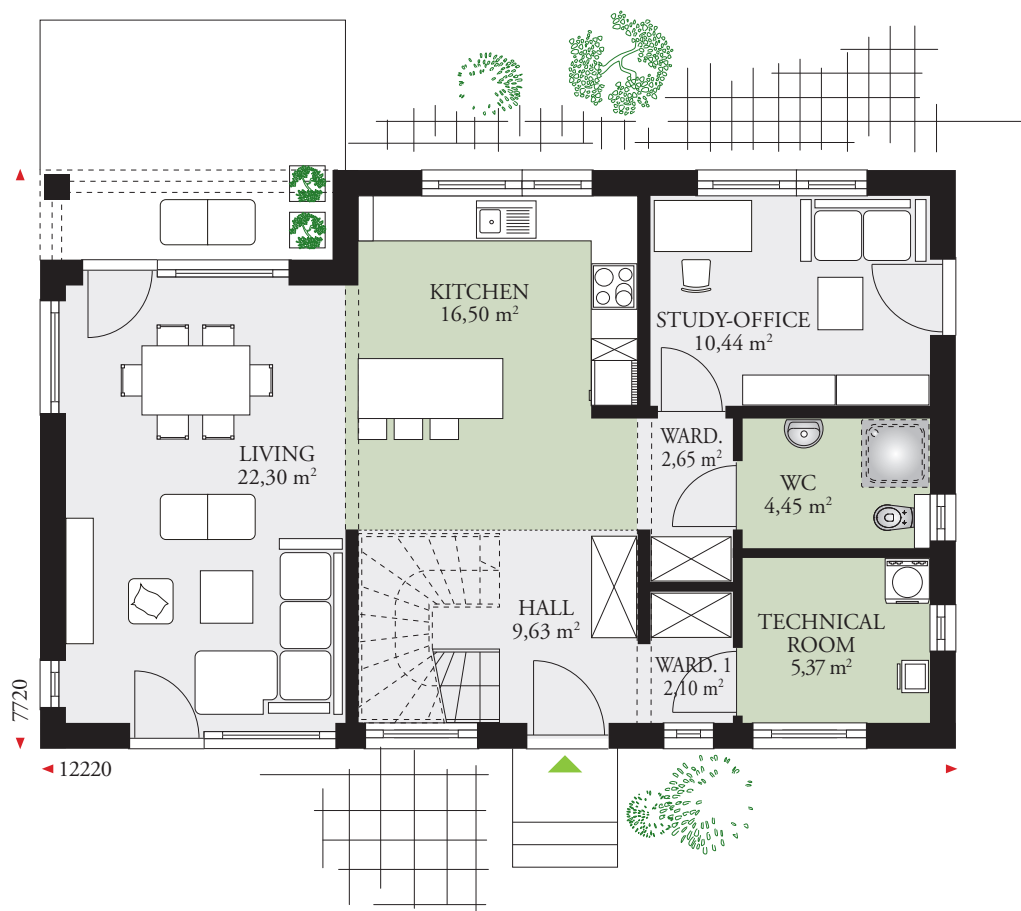 KITCHEN
16,50 m²
STUDY-OFFICE
10,44 m²
WARD.
2,65 m²
LIVING
22,30 m²
WC
4,45 m²
HALL
9,63 m²
TECHNICAL
ROOM
5,37 m²
WARD. 1
2,10 m²
7720
12220